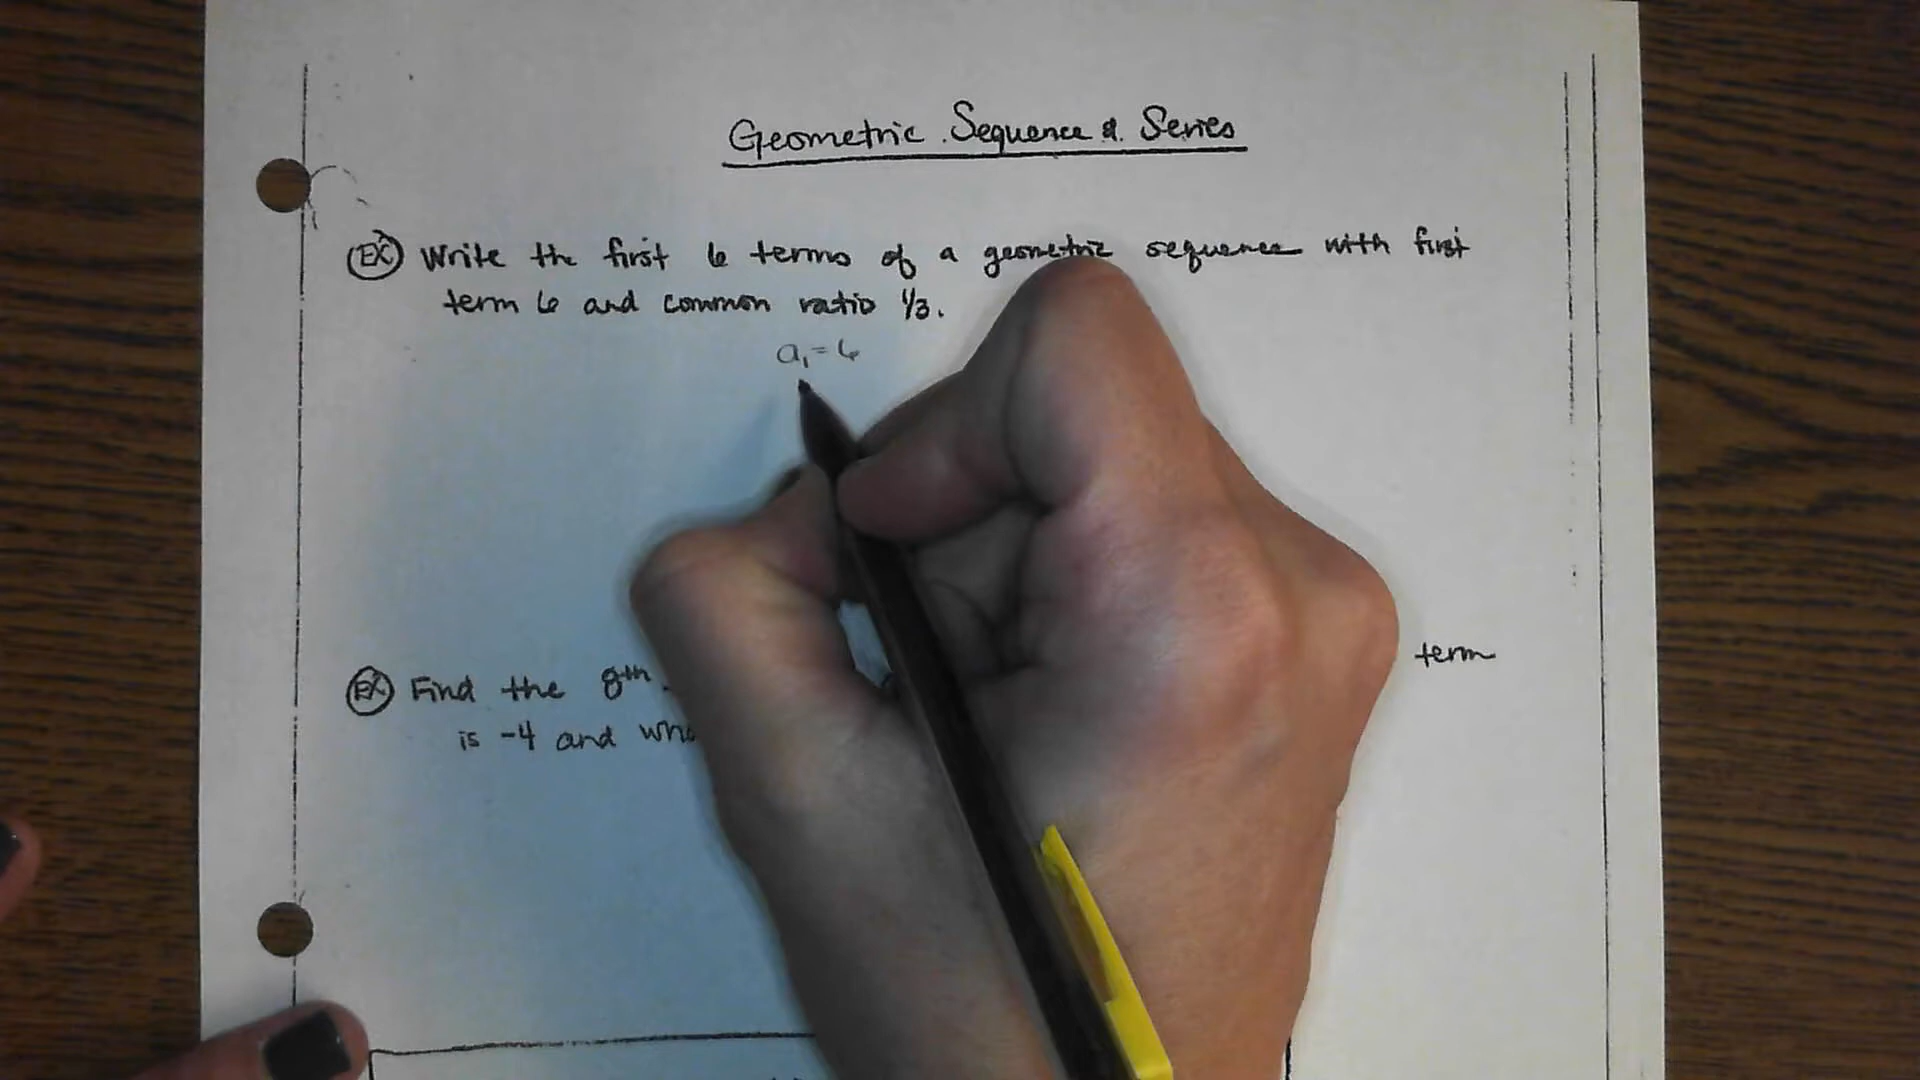 Geometric Sequence & Series
EX Write the first 6 terms of a geometric sequence with first
term 6 and common ratio 1/3.
a₁ = 6
EX Find the 8th term
is -4 and